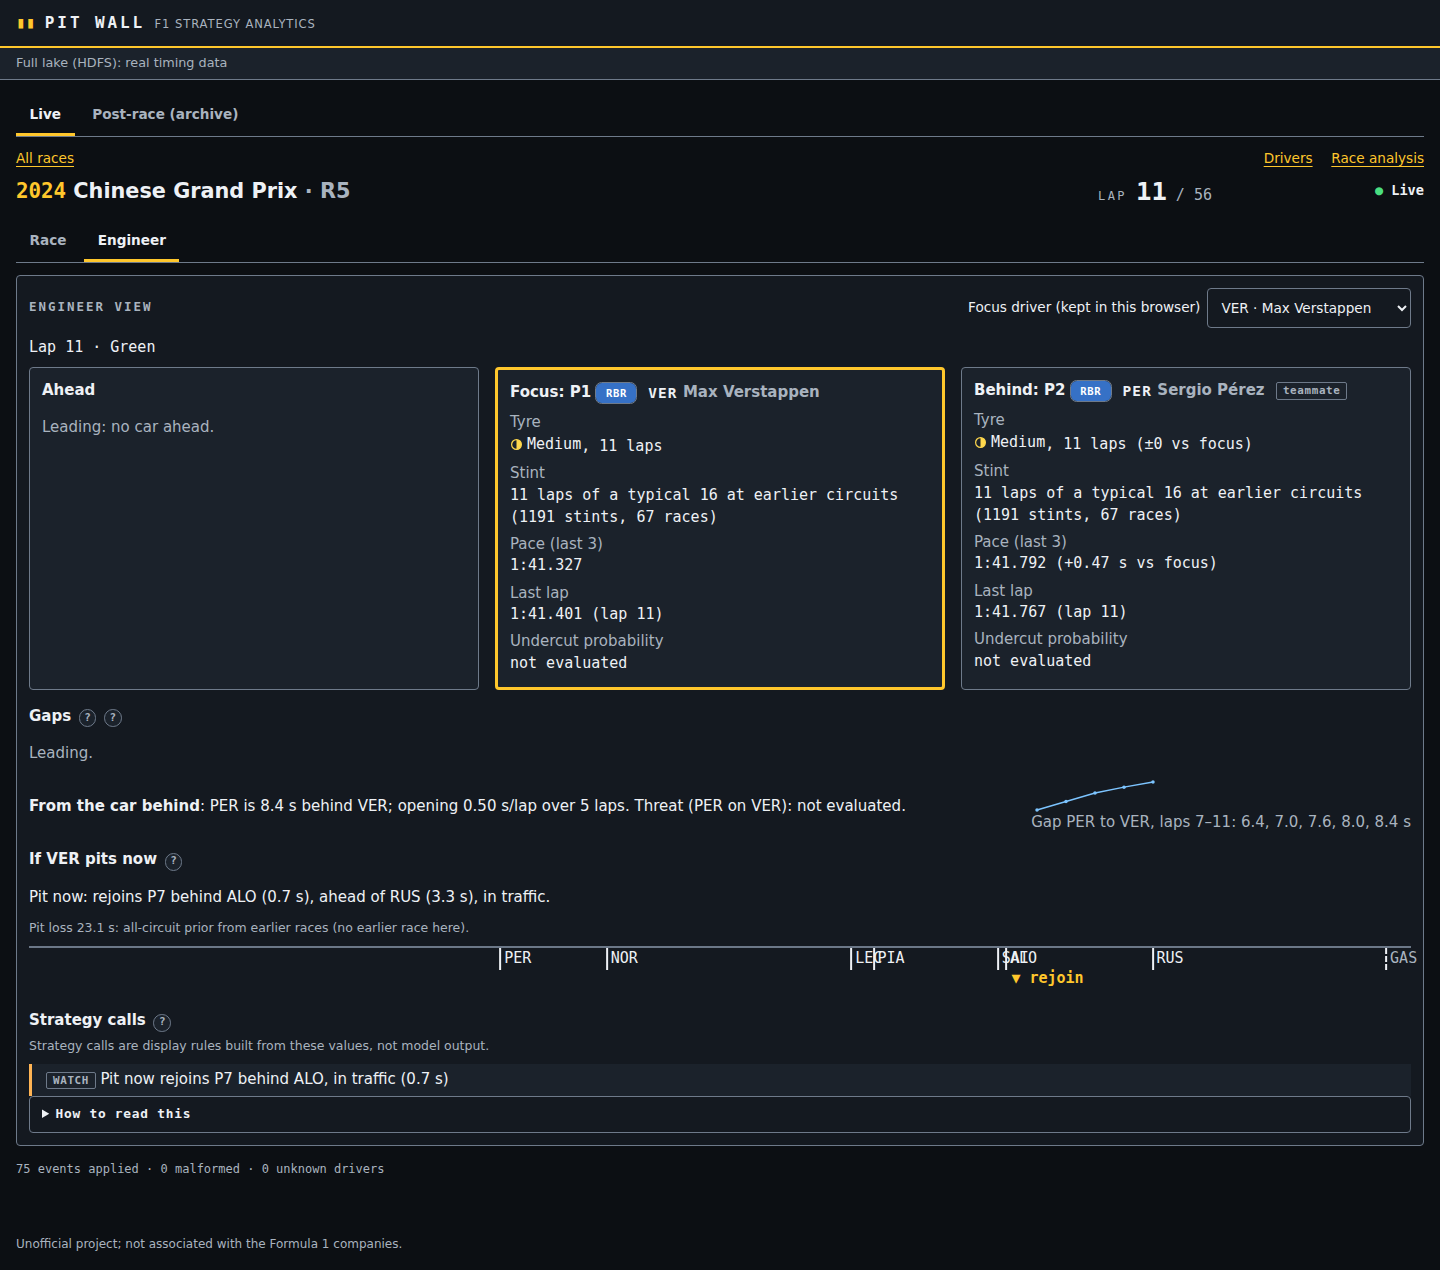 PIT WALL F1 STRATEGY ANALYTICS
Full lake (HDFS): real timing data
Live Post-race (archive)
All races Drivers Race analysis
2024 Chinese Grand Prix · R5 LAP 11 / 56 ● Live
Race Engineer
ENGINEER VIEW Focus driver (kept in this browser) VER · Max Verstappen
Lap 11 · Green
Ahead
Leading: no car ahead.
Focus: P1 RBR VER Max Verstappen
Tyre
Medium, 11 laps
Stint
11 laps of a typical 16 at earlier circuits
(1191 stints, 67 races)
Pace (last 3)
1:41.327
Last lap
1:41.401 (lap 11)
Undercut probability
not evaluated
Behind: P2 RBR PER Sergio Pérez teammate
Tyre
Medium, 11 laps (±0 vs focus)
Stint
11 laps of a typical 16 at earlier circuits
(1191 stints, 67 races)
Pace (last 3)
1:41.792 (+0.47 s vs focus)
Last lap
1:41.767 (lap 11)
Undercut probability
not evaluated
Gaps ? ?
Leading.
From the car behind: PER is 8.4 s behind VER; opening 0.50 s/lap over 5 laps. Threat (PER on VER): not evaluated.
Gap PER to VER, laps 7–11: 6.4, 7.0, 7.6, 8.0, 8.4 s
If VER pits now ?
Pit now: rejoins P7 behind ALO (0.7 s), ahead of RUS (3.3 s), in traffic.
Pit loss 23.1 s: all-circuit prior from earlier races (no earlier race here).
PER NOR LEC PIA SAI ALO RUS GAS
▼ rejoin
Strategy calls ?
Strategy calls are display rules built from these values, not model output.
WATCH Pit now rejoins P7 behind ALO, in traffic (0.7 s)
▶ How to read this
75 events applied · 0 malformed · 0 unknown drivers
Unofficial project; not associated with the Formula 1 companies.